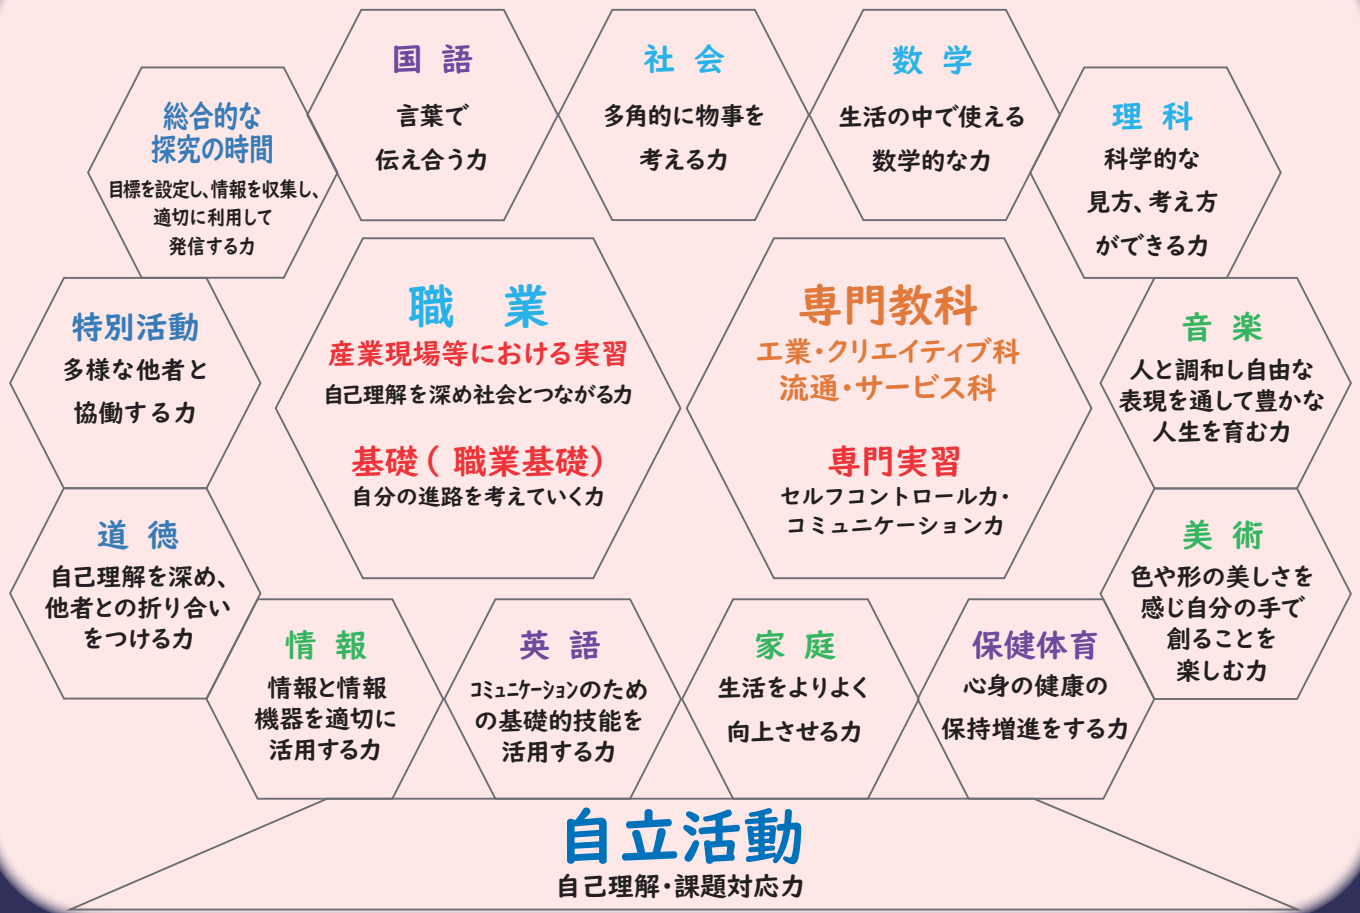 国 語
言葉で
伝え合う力
社 会
多角的に物事を
考える力
数 学
生活の中で使える
数学的な力
総合的な
探究の時間
目標を設定し、情報を収集し、
適切に利用して
発信する力
理 科
科学的な
見方、考え方
ができる力
職 業
産業現場等における実習
自己理解を深め社会とつながる力
基礎( 職業基礎)
自分の進路を考えていく力
専門教科
工業・クリエイティブ科
流通・サービス科
専門実習
セルフコントロール力・
コミュニケーション力
特別活動
多様な他者と
協働する力
音 楽
人と調和し自由な
表現を通して豊かな
人生を育む力
道 徳
自己理解を深め、
他者との折り合い
をつける力
美 術
色や形の美しさを
感じ自分の手で
創ることを
楽しむ力
情 報
情報と情報
機器を適切に
活用する力
英 語
コミュニケーションのため
の基礎的技能を
活用する力
家 庭
生活をよりよく
向上させる力
保健体育
心身の健康の
保持増進をする力
自立活動
自己理解・課題対応力